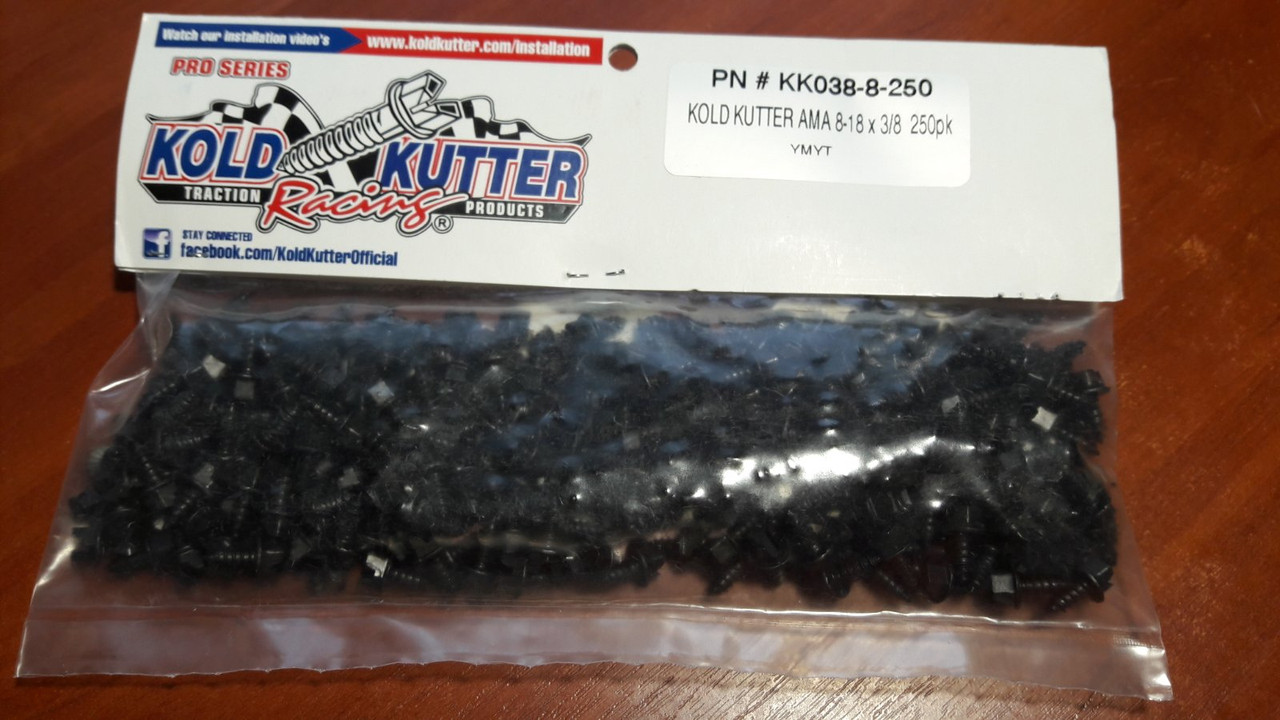 Watch our installation video's www.koldkutter.com/installation
PRO SERIES
KOLD KUTTER
TRACTION Racing PRODUCTS
®
STAY CONNECTED
f facebook.com/KoldKutterOfficial
PN # KK038-8-250
KOLD KUTTER AMA 8-18 x 3/8 250pk
YMYT